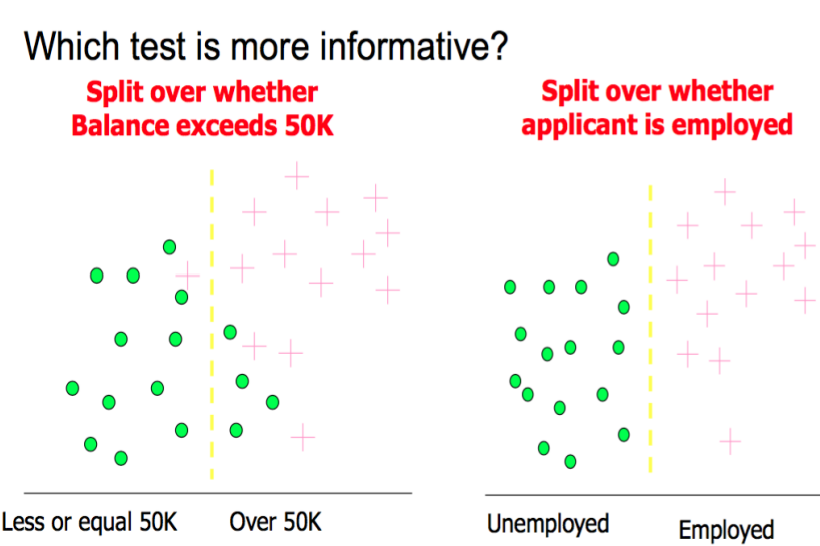 Which test is more informative?
Split over whether
Balance exceeds 50K
Split over whether
applicant is employed
Less or equal 50K
Over 50K
Unemployed
Employed